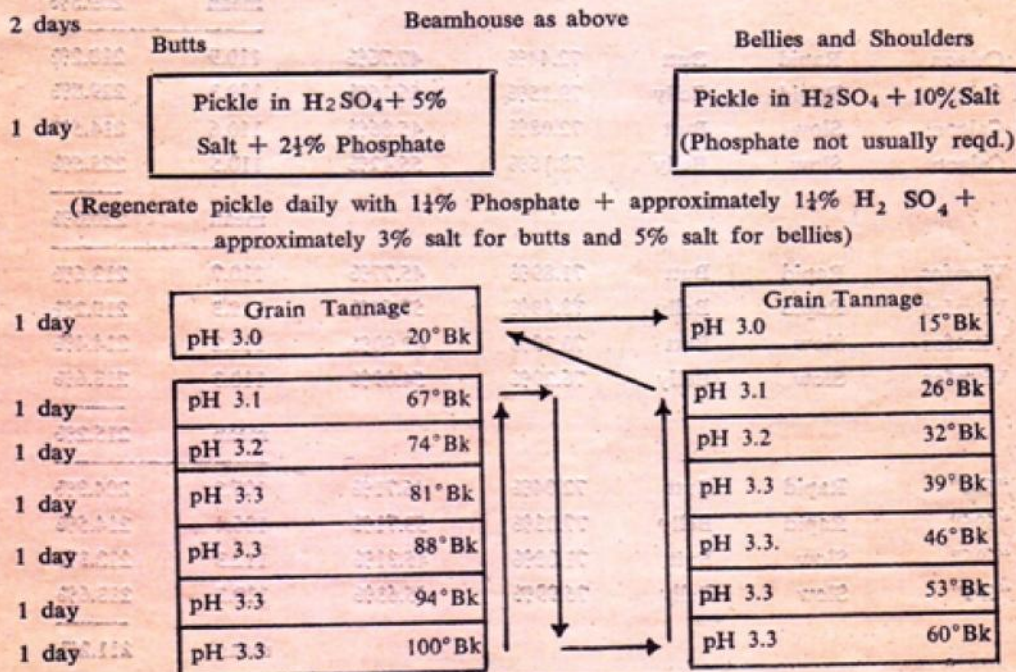 2 days
Beamhouse as above
Butts
Bellies and Shoulders
1 day
Pickle in H2SO4 + 5%
Salt + 2½% Phosphate
Pickle in H2SO4 + 10% Salt
(Phosphate not usually reqd.)
(Regenerate pickle daily with 1¼% Phosphate + approximately 1¼% H2 SO4 +
approximately 3% salt for butts and 5% salt for bellies)
1 day
Grain Tannage
pH 3.0 20°Bk
Grain Tannage
pH 3.0 15°Bk
1 day pH 3.1 67°Bk pH 3.1 26°Bk
1 day pH 3.2 74°Bk pH 3.2 32°Bk
1 day pH 3.3 81°Bk pH 3.3 39°Bk
1 day pH 3.3 88°Bk pH 3.3. 46°Bk
1 day pH 3.3 94°Bk pH 3.3 53°Bk
1 day pH 3.3 100°Bk pH 3.3 60°Bk